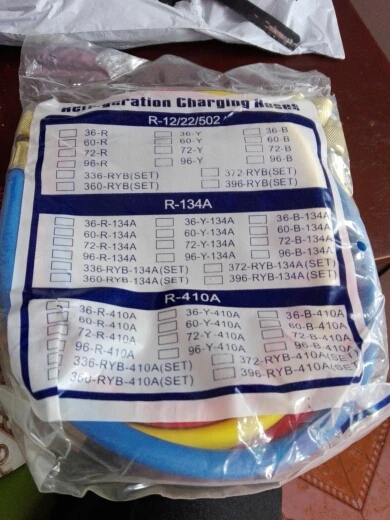 Refrigeration Charging Hoses
R-12/22/502
36-R 36-Y 36-B
60-R 60-Y 60-B
72-R 72-Y 72-B
96-R 96-Y 96-B
336-RYB(SET) 372-RYB(SET)
360-RYB(SET) 396-RYB(SET)
R-134A
36-R-134A 36-Y-134A 36-B-134A
60-R-134A 60-Y-134A 60-B-134A
72-R-134A 72-Y-134A 72-B-134A
96-R-134A 96-Y-134A 96-B-134A
336-RYB-134A(SET) 372-RYB-134A(SET)
360-RYB-134A(SET) 396-RYB-134A(SET)
R-410A
36-R-410A 36-Y-410A 36-B-410A
60-R-410A 60-Y-410A 60-B-410A
72-R-410A 72-Y-410A 72-B-410A
96-R-410A 96-Y-410A 96-B-410A
336-RYB-410A(SET) 372-RYB-410A(SET)
360-RYB-410A(SET) 396-RYB-410A(SET)